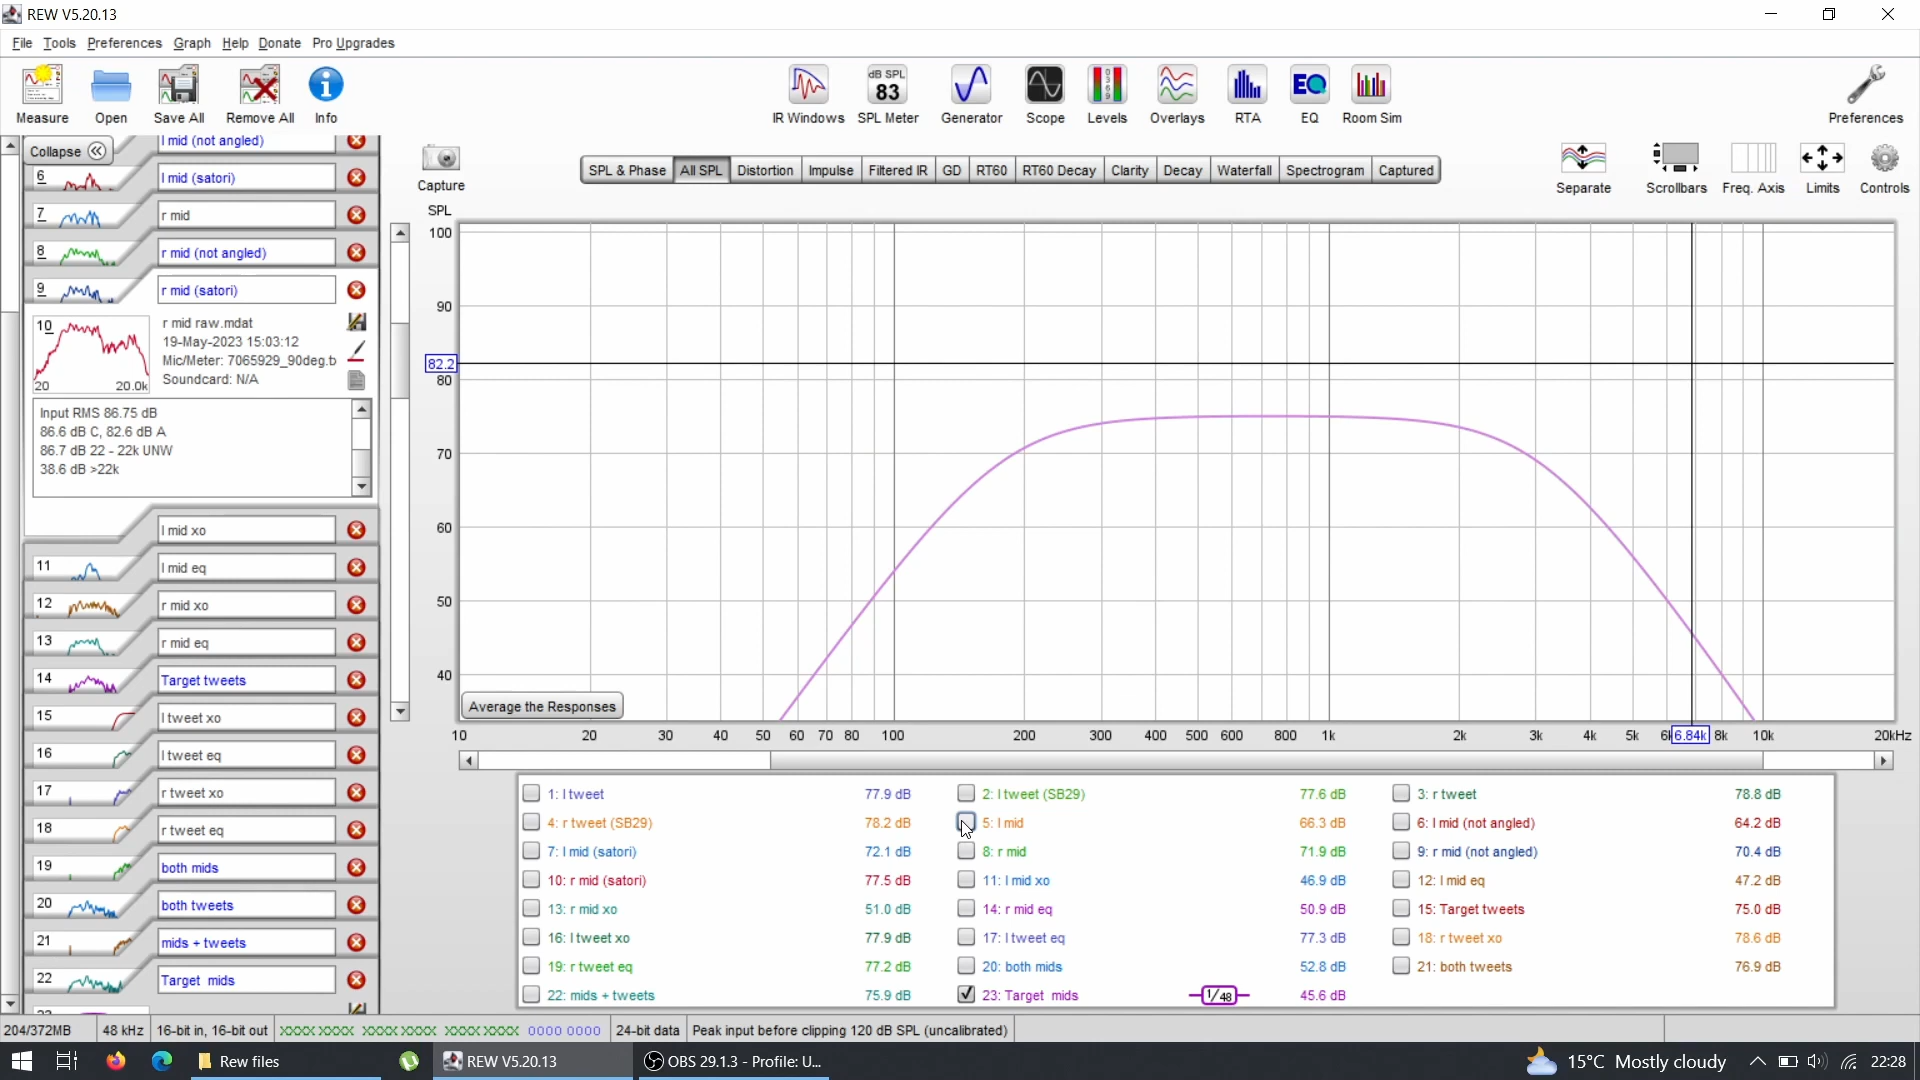 REW V5.20.13
File Tools Preferences Graph Help Donate Pro Upgrades
dB SPL
83
EQ
Measure Open Save All Remove All Info IR Windows SPL Meter Generator Scope Levels Overlays RTA EQ Room Sim Preferences
Collapse
l mid (not angled)
6 l mid (satori)
7 r mid
8 r mid (not angled)
9 r mid (satori)
10 r mid raw.mdat
19-May-2023 15:03:12
Mic/Meter: 7065929_90deg.b
Soundcard: N/A
20 20.0k
Input RMS 86.75 dB
86.6 dB C, 82.6 dB A
86.7 dB 22 - 22k UNW
38.6 dB >22k
l mid xo
11 l mid eq
12 r mid xo
13 r mid eq
14 Target tweets
15 l tweet xo
16 l tweet eq
17 r tweet xo
18 r tweet eq
19 both mids
20 both tweets
21 mids + tweets
22 Target mids
Capture
SPL & Phase All SPL Distortion Impulse Filtered IR GD RT60 RT60 Decay Clarity Decay Waterfall Spectrogram Captured
Separate Scrollbars Freq. Axis Limits Controls
SPL
100
90
82.2
80
70
60
50
40
Average the Responses
10 20 30 40 50 60 70 80 100 200 300 400 500 600 800 1k 2k 3k 4k 5k 6k 6.84k 8k 10k 20kHz
1: l tweet 77.9 dB 2: l tweet (SB29) 77.6 dB 3: r tweet 78.8 dB
4: r tweet (SB29) 78.2 dB 5: l mid 66.3 dB 6: l mid (not angled) 64.2 dB
7: l mid (satori) 72.1 dB 8: r mid 71.9 dB 9: r mid (not angled) 70.4 dB
10: r mid (satori) 77.5 dB 11: l mid xo 46.9 dB 12: l mid eq 47.2 dB
13: r mid xo 51.0 dB 14: r mid eq 50.9 dB 15: Target tweets 75.0 dB
16: l tweet xo 77.9 dB 17: l tweet eq 77.3 dB 18: r tweet xo 78.6 dB
19: r tweet eq 77.2 dB 20: both mids 52.8 dB 21: both tweets 76.9 dB
22: mids + tweets 75.9 dB 23: Target mids 1/48 45.6 dB
204/372MB 48 kHz 16-bit in, 16-bit out XXXX XXXX XXXX XXXX XXXX XXXX 0000 0000 24-bit data Peak input before clipping 120 dB SPL (uncalibrated)
Rew files REW V5.20.13 OBS 29.1.3 - Profile: U... 15°C Mostly cloudy 22:28